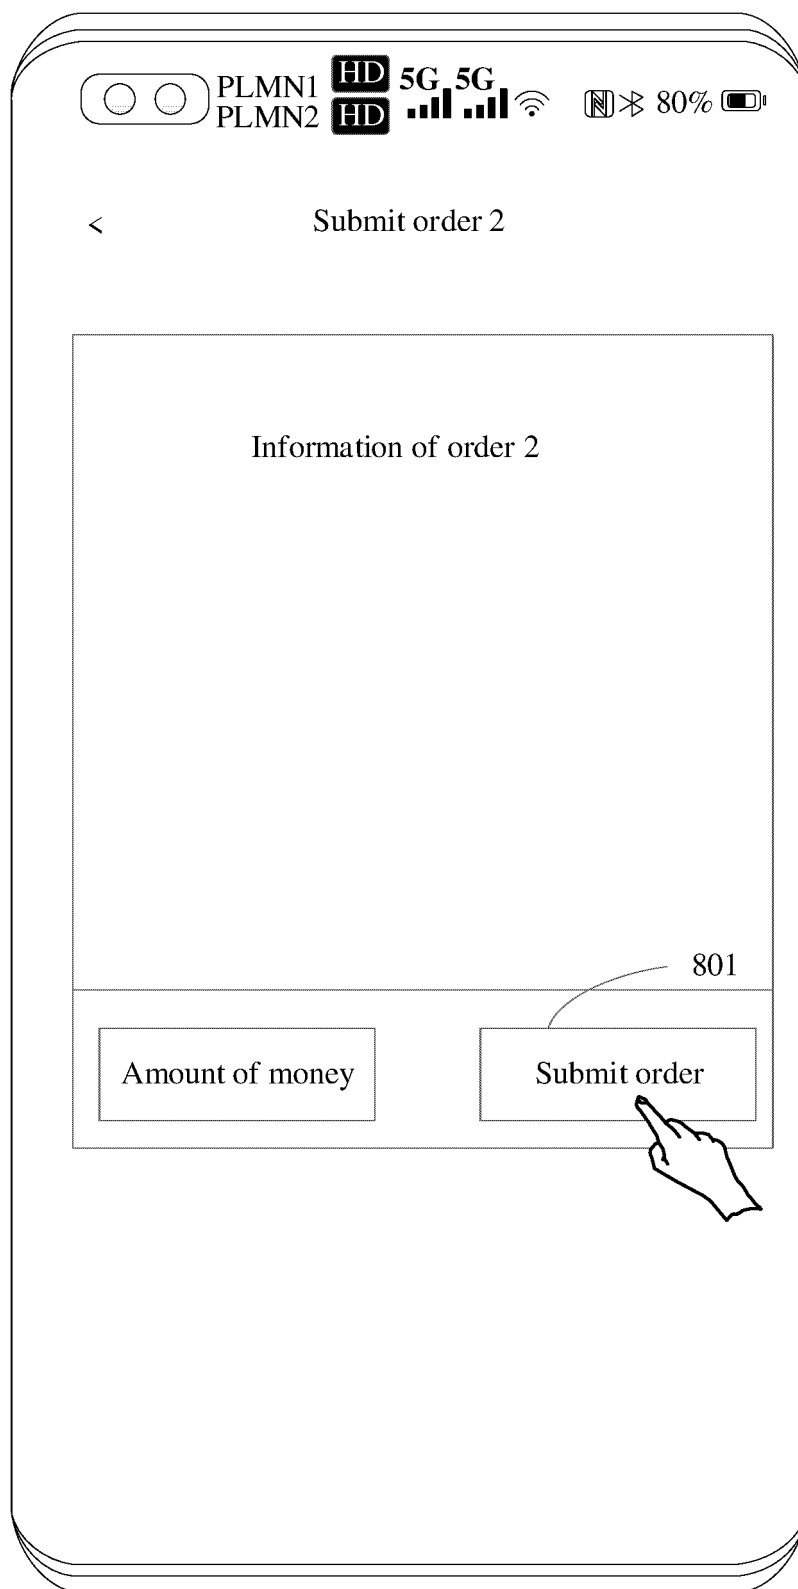 PLMN1 HD 5G 5G
PLMN2 HD 80%
< Submit order 2
Information of order 2
801
Amount of money Submit order